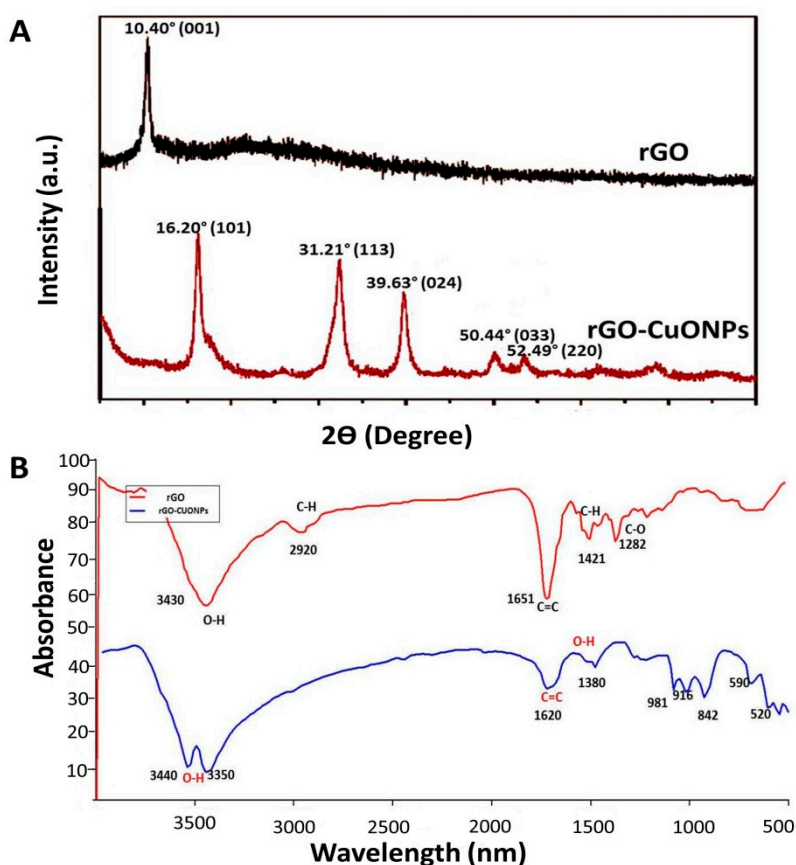 A
10.40° (001)
rGO
Intensity (a.u.)
16.20° (101)
31.21° (113)
39.63° (024)
50.44° (033)
52.49° (220)
rGO-CuONPs
2Ɵ (Degree)
B
100
90
80
70
60
50
40
30
20
10
Absorbance
rGO
rGO-CUONPs
C-H
2920
3430
O-H
1651
C=C
C-H
1421
C-O
1282
3440
O-H
3350
C=C
1620
O-H
1380
981
916
842
590
520
3500
3000
2500
2000
1500
1000
500
Wavelength (nm)